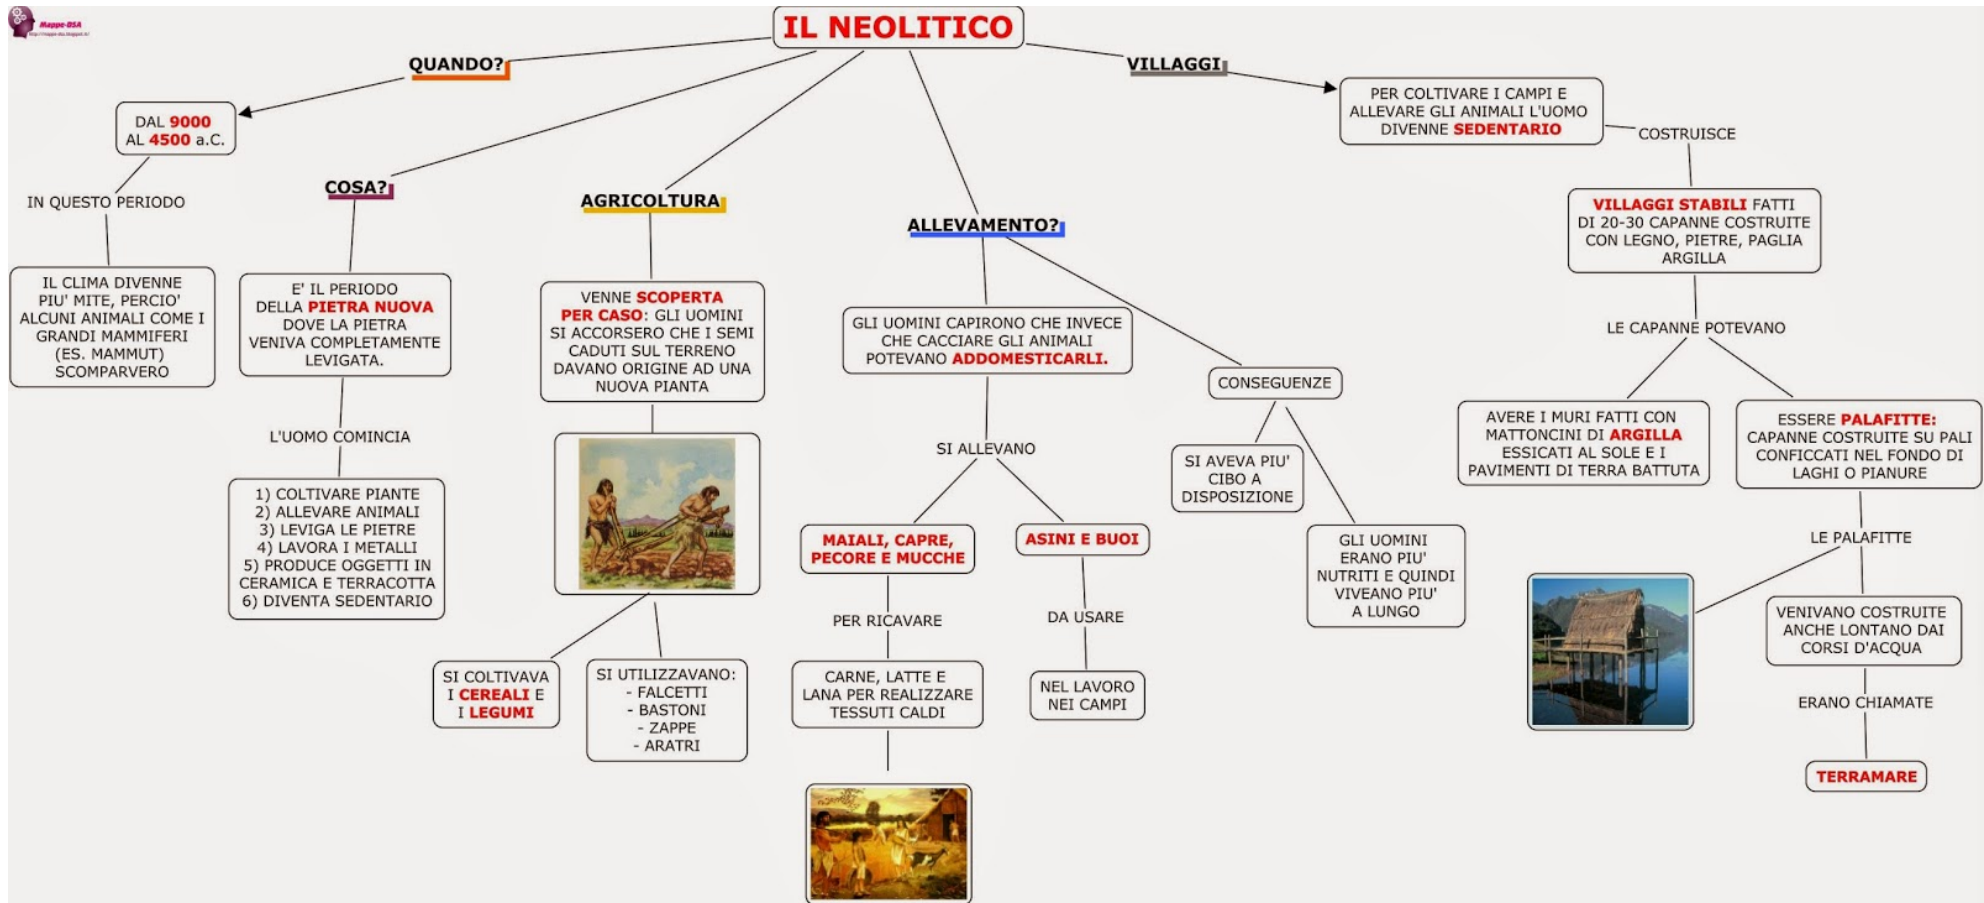 Mappe-DSA
IL NEOLITICO
QUANDO?
DAL 9000
AL 4500 a.C.
IN QUESTO PERIODO
IL CLIMA DIVENNE
PIU' MITE, PERCIO'
ALCUNI ANIMALI COME I
GRANDI MAMMIFERI
(ES. MAMMUT)
SCOMPARVERO
COSA?
E' IL PERIODO
DELLA PIETRA NUOVA
DOVE LA PIETRA
VENIVA COMPLETAMENTE
LEVIGATA.
L'UOMO COMINCIA
1) COLTIVARE PIANTE
2) ALLEVARE ANIMALI
3) LEVIGA LE PIETRE
4) LAVORA I METALLI
5) PRODUCE OGGETTI IN
CERAMICA E TERRACOTTA
6) DIVENTA SEDENTARIO
AGRICOLTURA
VENNE SCOPERTA
PER CASO: GLI UOMINI
SI ACCORSERO CHE I SEMI
CADUTI SUL TERRENO
DAVANO ORIGINE AD UNA
NUOVA PIANTA
SI COLTIVAVA
I CEREALI E
I LEGUMI
SI UTILIZZAVANO:
- FALCETTI
- BASTONI
- ZAPPE
- ARATRI
ALLEVAMENTO?
GLI UOMINI CAPIRONO CHE INVECE
CHE CACCIARE GLI ANIMALI
POTEVANO ADDOMESTICARLI.
SI ALLEVANO
MAIALI, CAPRE,
PECORE E MUCCHE
PER RICAVARE
CARNE, LATTE E
LANA PER REALIZZARE
TESSUTI CALDI
ASINI E BUOI
DA USARE
NEL LAVORO
NEI CAMPI
CONSEGUENZE
SI AVEVA PIU'
CIBO A
DISPOSIZIONE
GLI UOMINI
ERANO PIU'
NUTRITI E QUINDI
VIVEANO PIU'
A LUNGO
VILLAGGI
PER COLTIVARE I CAMPI E
ALLEVARE GLI ANIMALI L'UOMO
DIVENNE SEDENTARIO
COSTRUISCE
VILLAGGI STABILI FATTI
DI 20-30 CAPANNE COSTRUITE
CON LEGNO, PIETRE, PAGLIA
ARGILLA
LE CAPANNE POTEVANO
AVERE I MURI FATTI CON
MATTONCINI DI ARGILLA
ESSICATI AL SOLE E I
PAVIMENTI DI TERRA BATTUTA
ESSERE PALAFITTE:
CAPANNE COSTRUITE SU PALI
CONFICCATI NEL FONDO DI
LAGHI O PIANURE
LE PALAFITTE
VENIVANO COSTRUITE
ANCHE LONTANO DAI
CORSI D'ACQUA
ERANO CHIAMATE
TERRAMARE